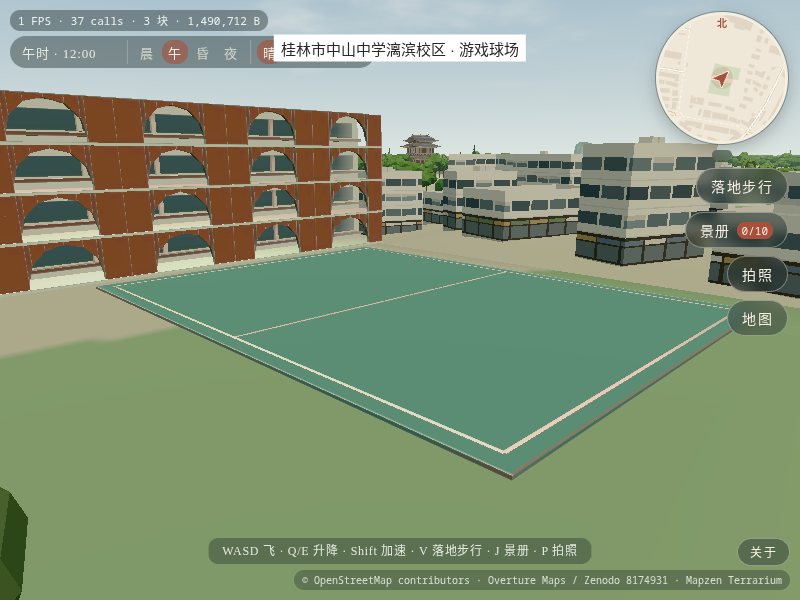 1 FPS · 37 calls · 3 块 · 1,490,712 B
午时 · 12:00 晨 午 昏 夜 晴
桂林市中山中学漓滨校区 · 游戏球场
北
落地步行
景册 0/10
拍照
地图
WASD 飞 · Q/E 升降 · Shift 加速 · V 落地步行 · J 景册 · P 拍照
关于
© OpenStreetMap contributors · Overture Maps / Zenodo 8174931 · Mapzen Terrarium